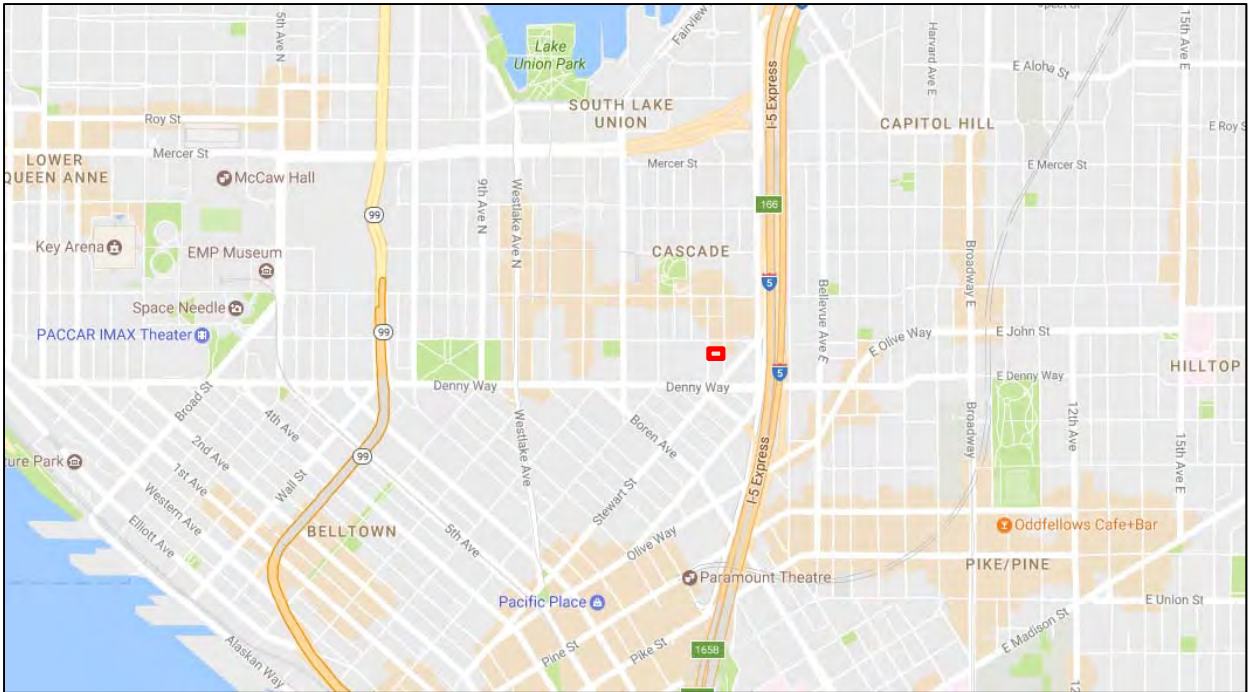 5th Ave N
Lake
Union Park
Fairview
I-5 Express
Harvard Ave E
E Aloha St
15th Ave E
SOUTH LAKE
UNION
Roy St
CAPITOL HILL
E Roy S
Mercer St
LOWER
QUEEN ANNE
McCaw Hall
Mercer St
E Mercer St
9th Ave N
Westlake Ave N
166
99
Key Arena
EMP Museum
CASCADE
Broadway E
5
Bellevue Ave E
Space Needle
PACCAR IMAX Theater
99
E Olive Way
E John St
HILLTOP
5
Denny Way
Denny Way
E Denny Way
Broad St
4th Ave
2nd Ave
1st Ave
Wall St
Western Ave
Elliott Ave
99
Westlake Ave
Boren Ave
Broadway
12th Ave
15th Ave E
ture Park
I-5 Express
Stewart St
BELLTOWN
5th Ave
Olive Way
Oddfellows Cafe+Bar
PIKE/PINE
Paramount Theatre
Pacific Place
E Union St
E Madison St
Alaskan Way
Pine St
Pike St
165B
12